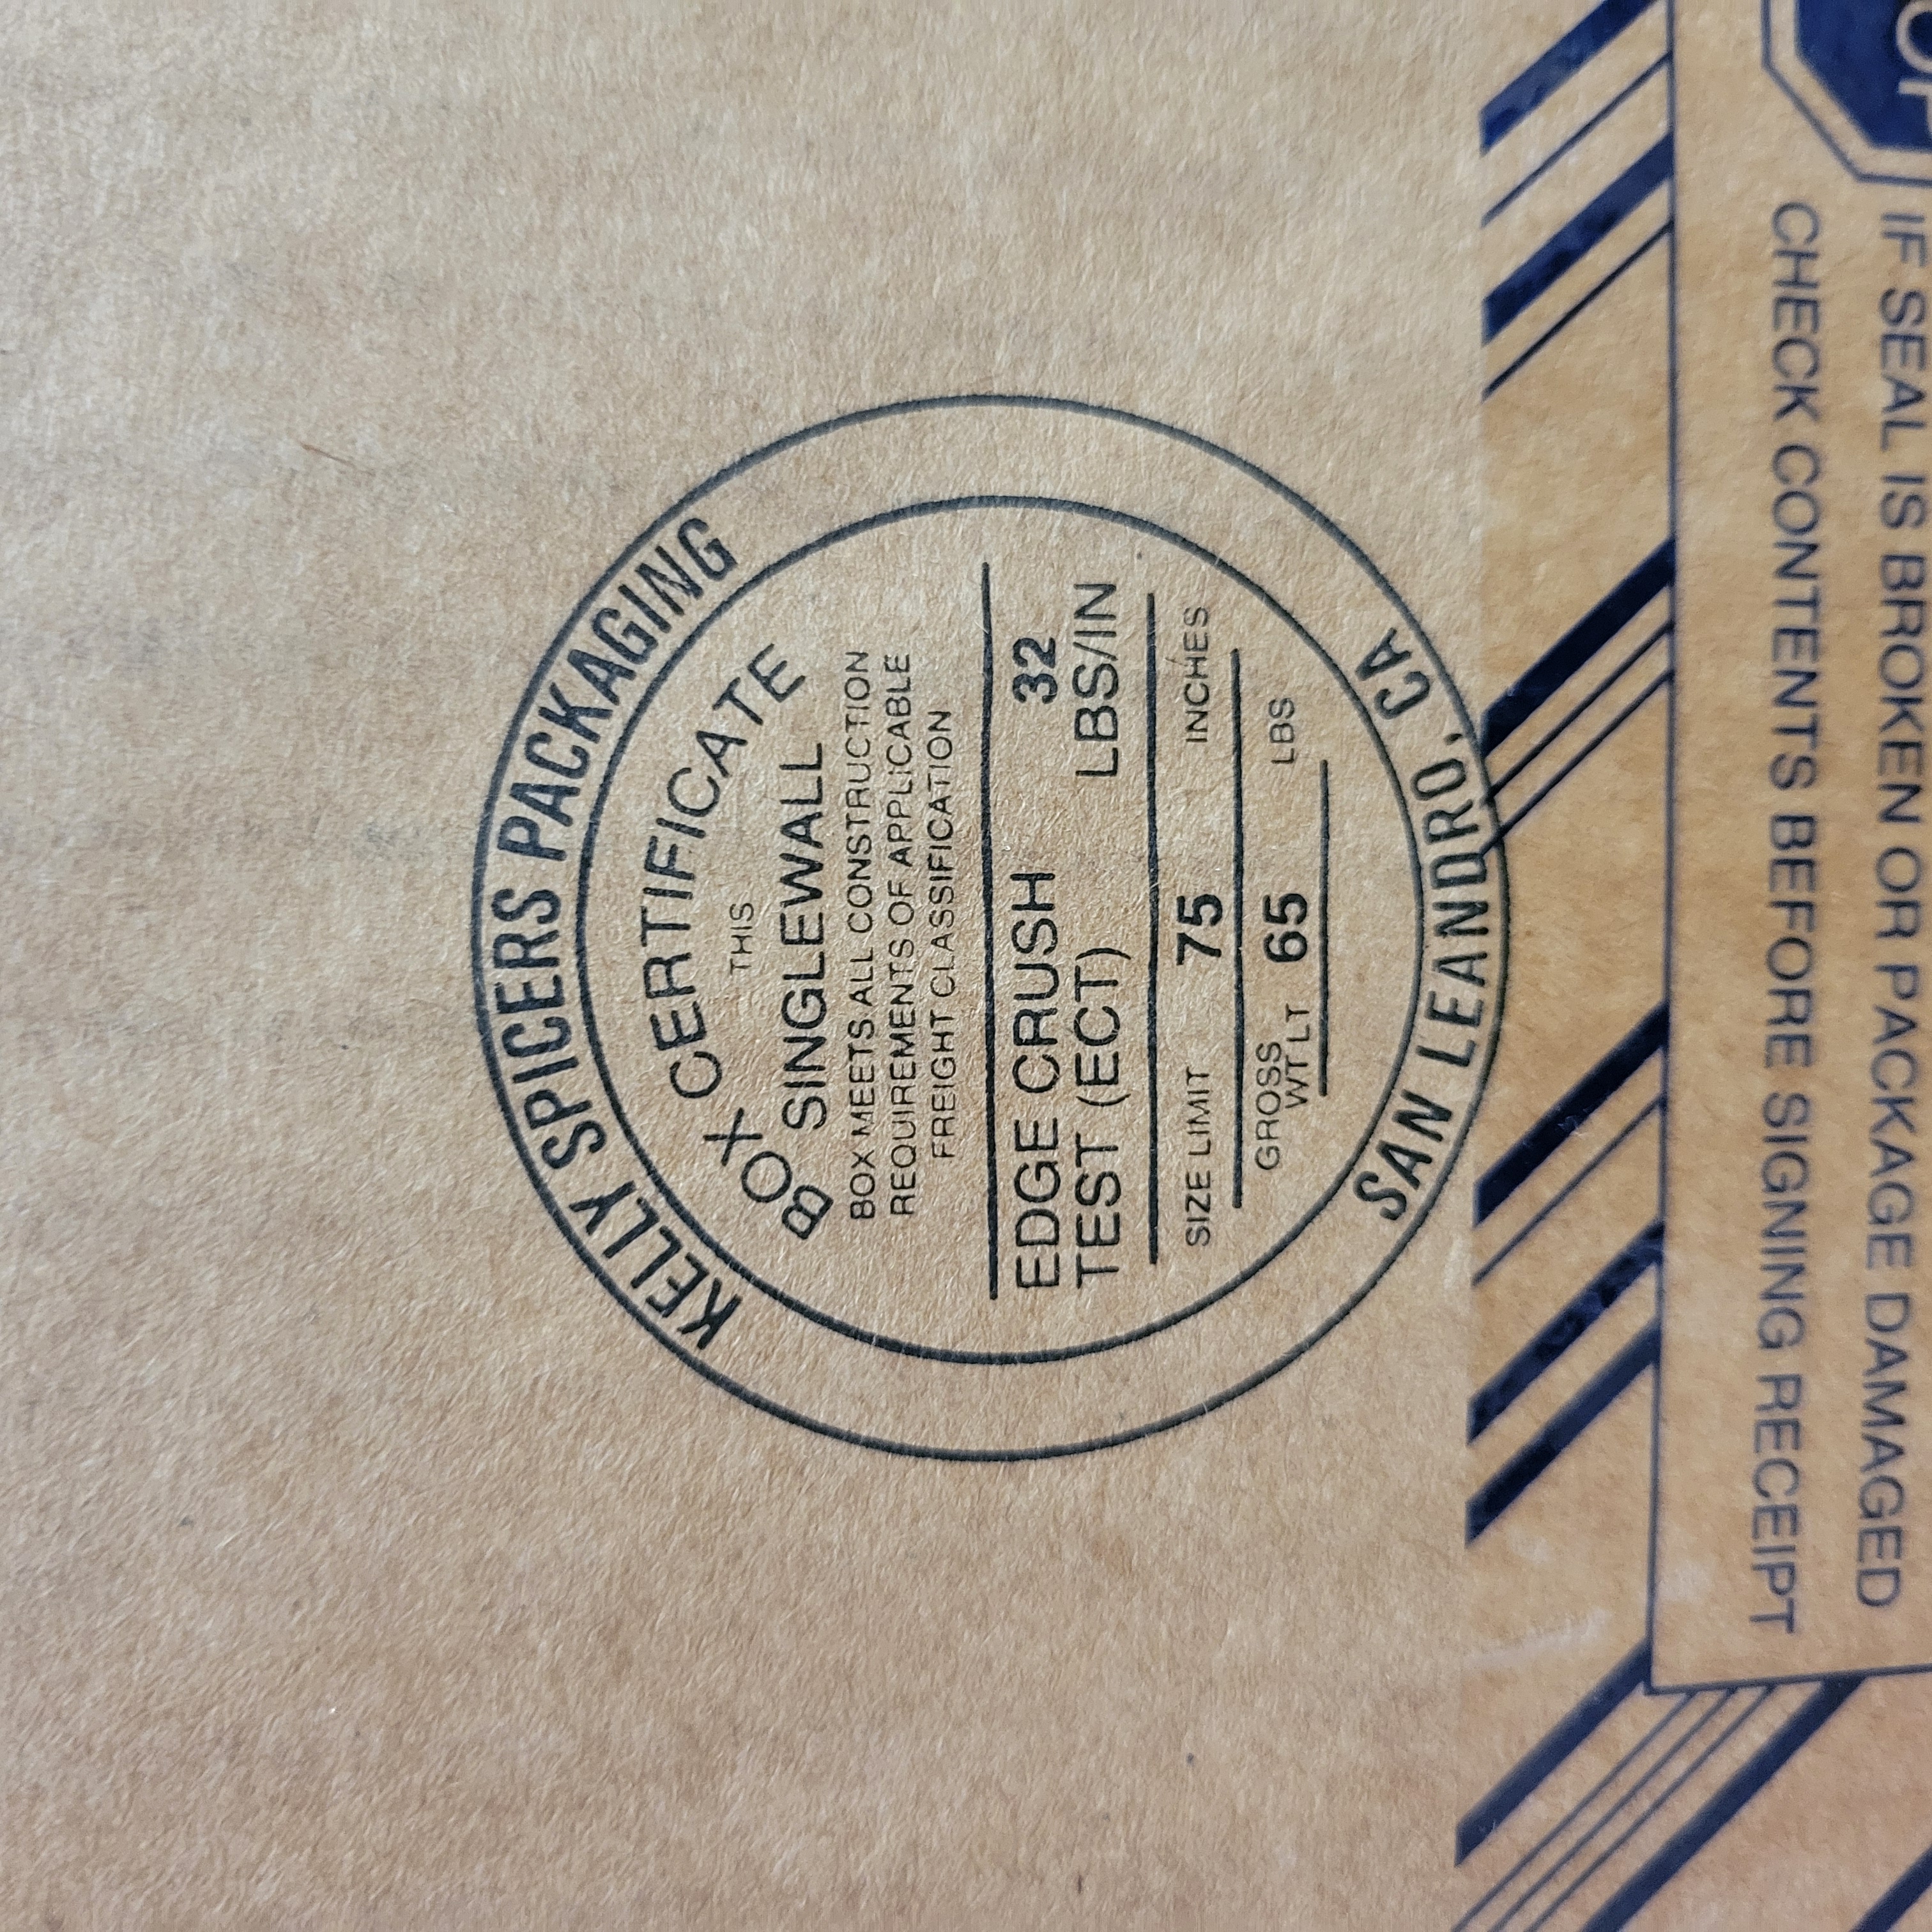 KELLY SPICERS PACKAGING
BOX CERTIFICATE
THIS
SINGLEWALL
BOX MEETS ALL CONSTRUCTION
REQUIREMENTS OF APPLICABLE
FREIGHT CLASSIFICATION
EDGE CRUSH 32
TEST (ECT) LBS/IN
SIZE LIMIT 75 INCHES
GROSS
WT LT 65 LBS
SAN LEANDRO, CA
IF SEAL IS BROKEN OR PACKAGE DAMAGED
CHECK CONTENTS BEFORE SIGNING RECEIPT